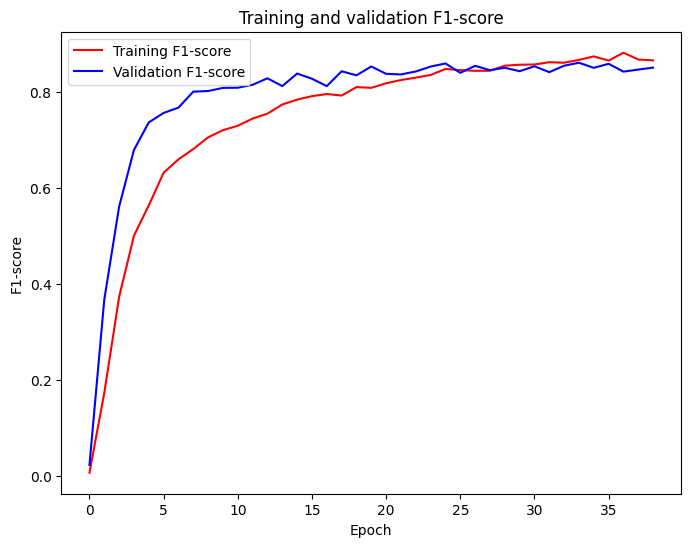 Training and validation F1-score
Training F1-score
Validation F1-score
F1-score
0.8
0.6
0.4
0.2
0.0
0 5 10 15 20 25 30 35
Epoch